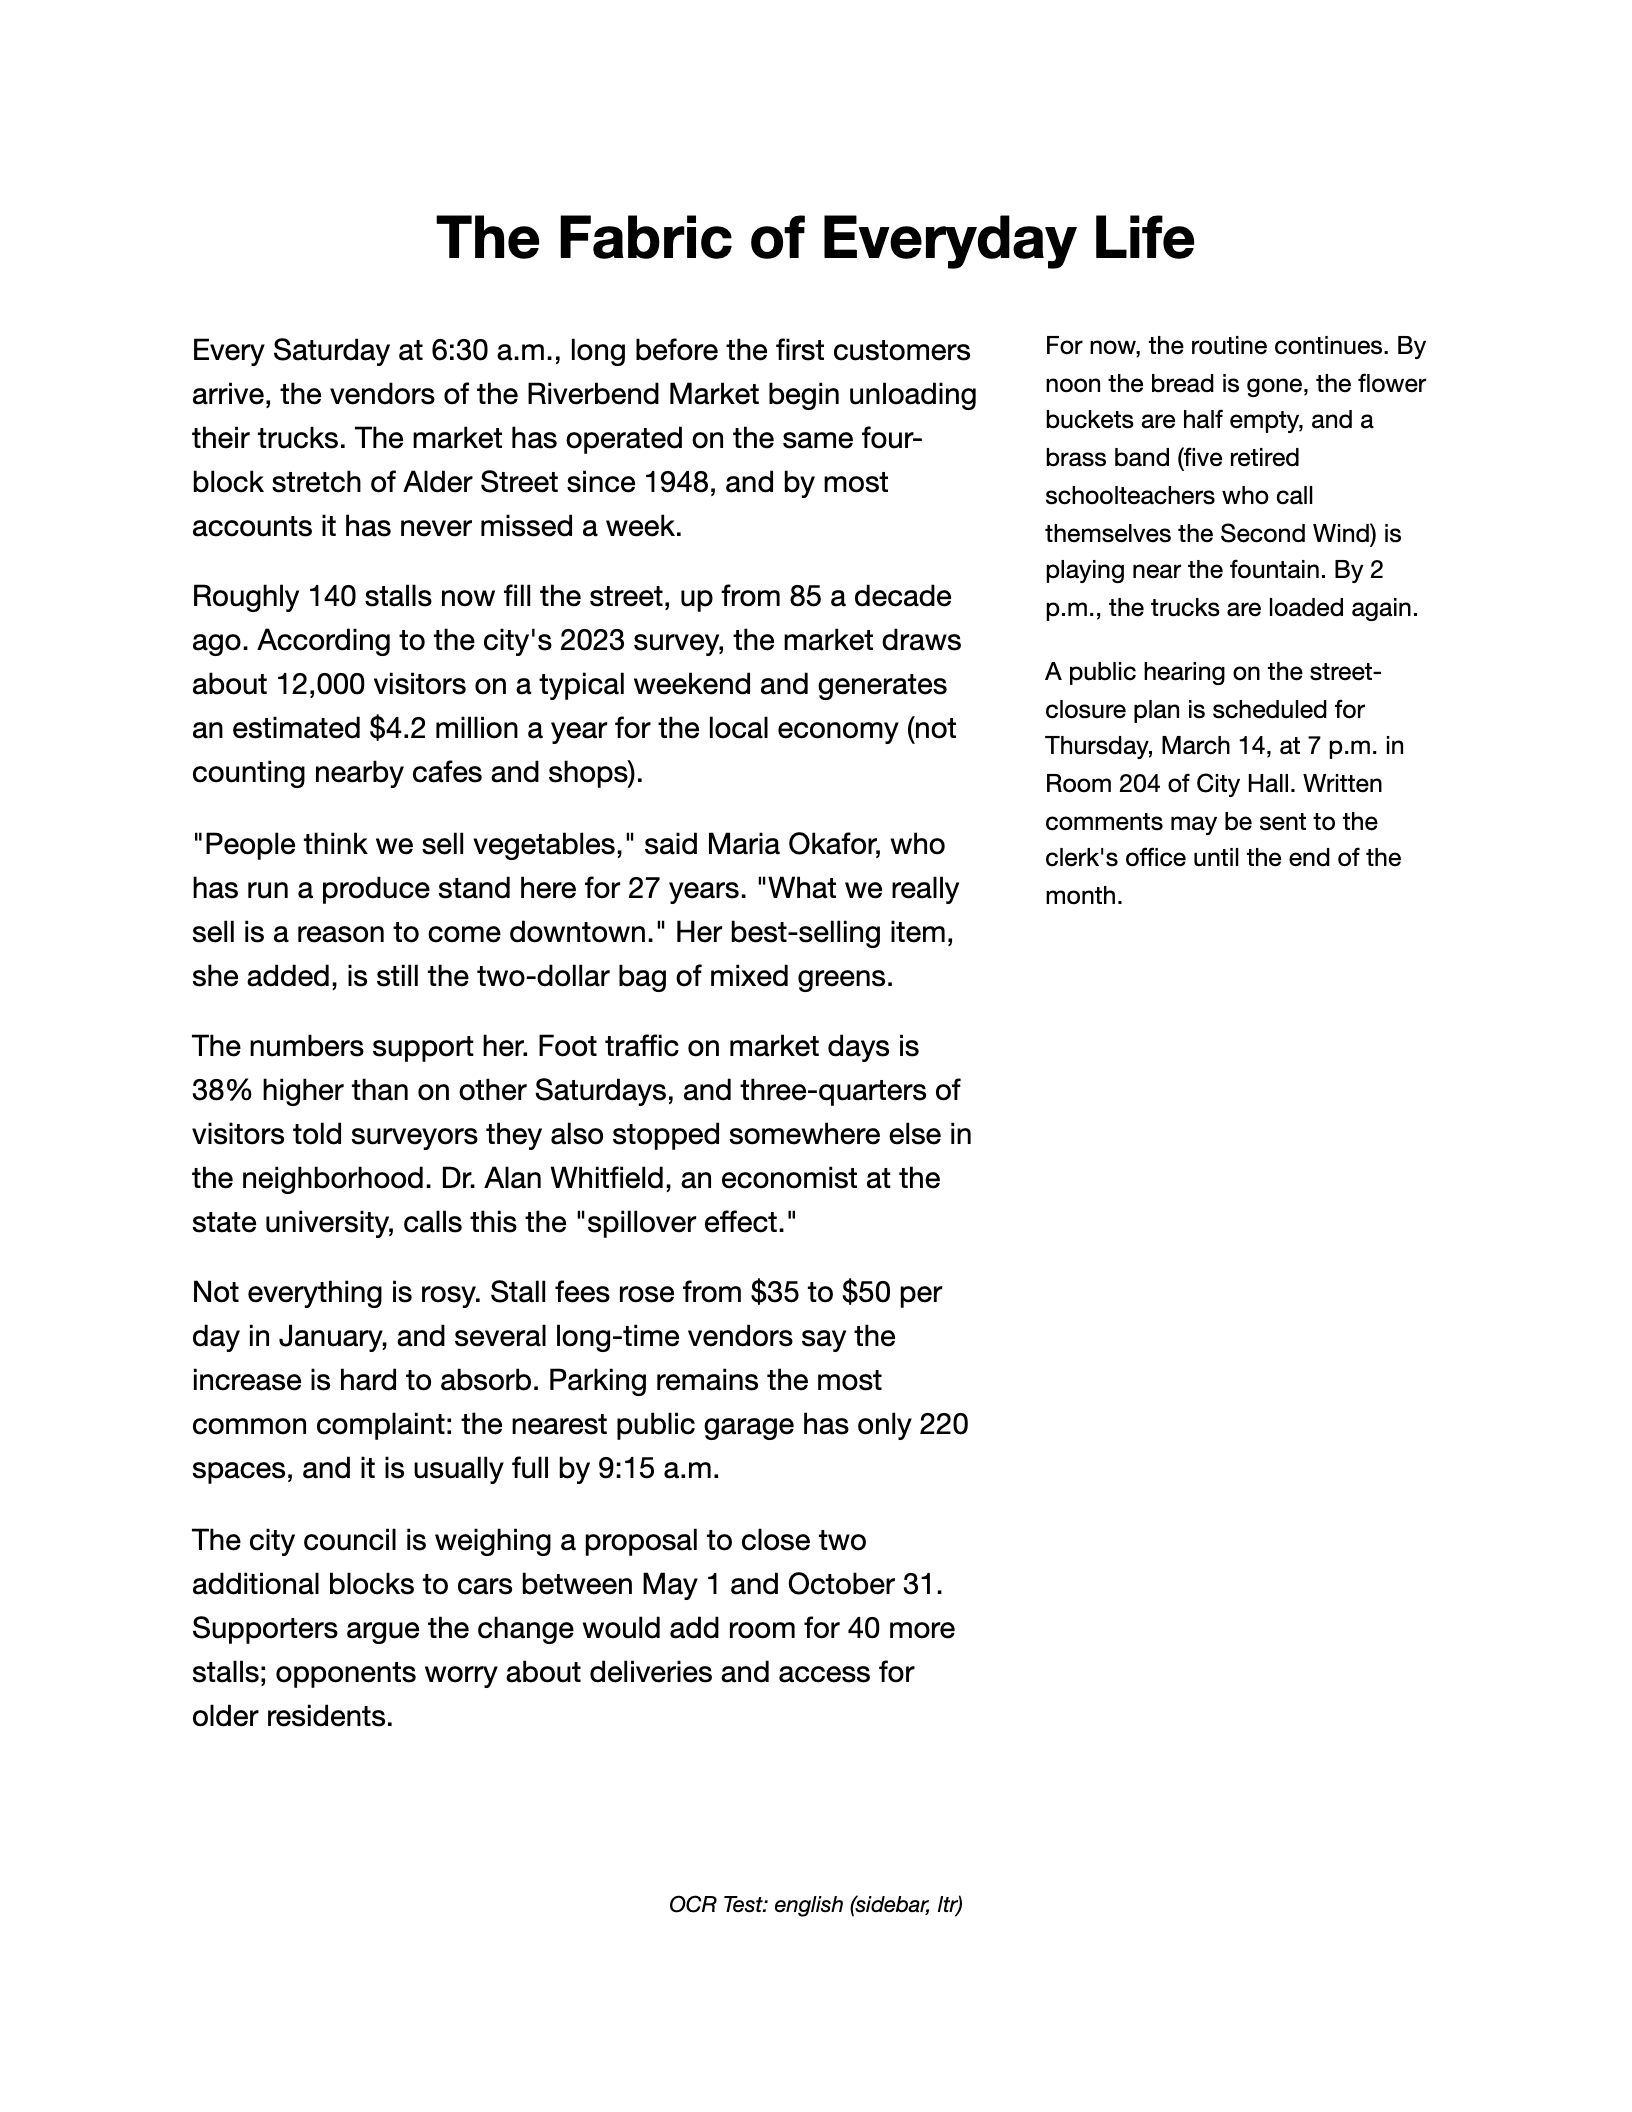 The Fabric of Everyday Life
Every Saturday at 6:30 a.m., long before the first customers
arrive, the vendors of the Riverbend Market begin unloading
their trucks. The market has operated on the same four-
block stretch of Alder Street since 1948, and by most
accounts it has never missed a week.
Roughly 140 stalls now fill the street, up from 85 a decade
ago. According to the city's 2023 survey, the market draws
about 12,000 visitors on a typical weekend and generates
an estimated $4.2 million a year for the local economy (not
counting nearby cafes and shops).
"People think we sell vegetables," said Maria Okafor, who
has run a produce stand here for 27 years. "What we really
sell is a reason to come downtown." Her best-selling item,
she added, is still the two-dollar bag of mixed greens.
The numbers support her. Foot traffic on market days is
38% higher than on other Saturdays, and three-quarters of
visitors told surveyors they also stopped somewhere else in
the neighborhood. Dr. Alan Whitfield, an economist at the
state university, calls this the "spillover effect."
Not everything is rosy. Stall fees rose from $35 to $50 per
day in January, and several long-time vendors say the
increase is hard to absorb. Parking remains the most
common complaint: the nearest public garage has only 220
spaces, and it is usually full by 9:15 a.m.
The city council is weighing a proposal to close two
additional blocks to cars between May 1 and October 31.
Supporters argue the change would add room for 40 more
stalls; opponents worry about deliveries and access for
older residents.
For now, the routine continues. By
noon the bread is gone, the flower
buckets are half empty, and a
brass band (five retired
schoolteachers who call
themselves the Second Wind) is
playing near the fountain. By 2
p.m., the trucks are loaded again.
A public hearing on the street-
closure plan is scheduled for
Thursday, March 14, at 7 p.m. in
Room 204 of City Hall. Written
comments may be sent to the
clerk's office until the end of the
month.
OCR Test: english (sidebar, ltr)